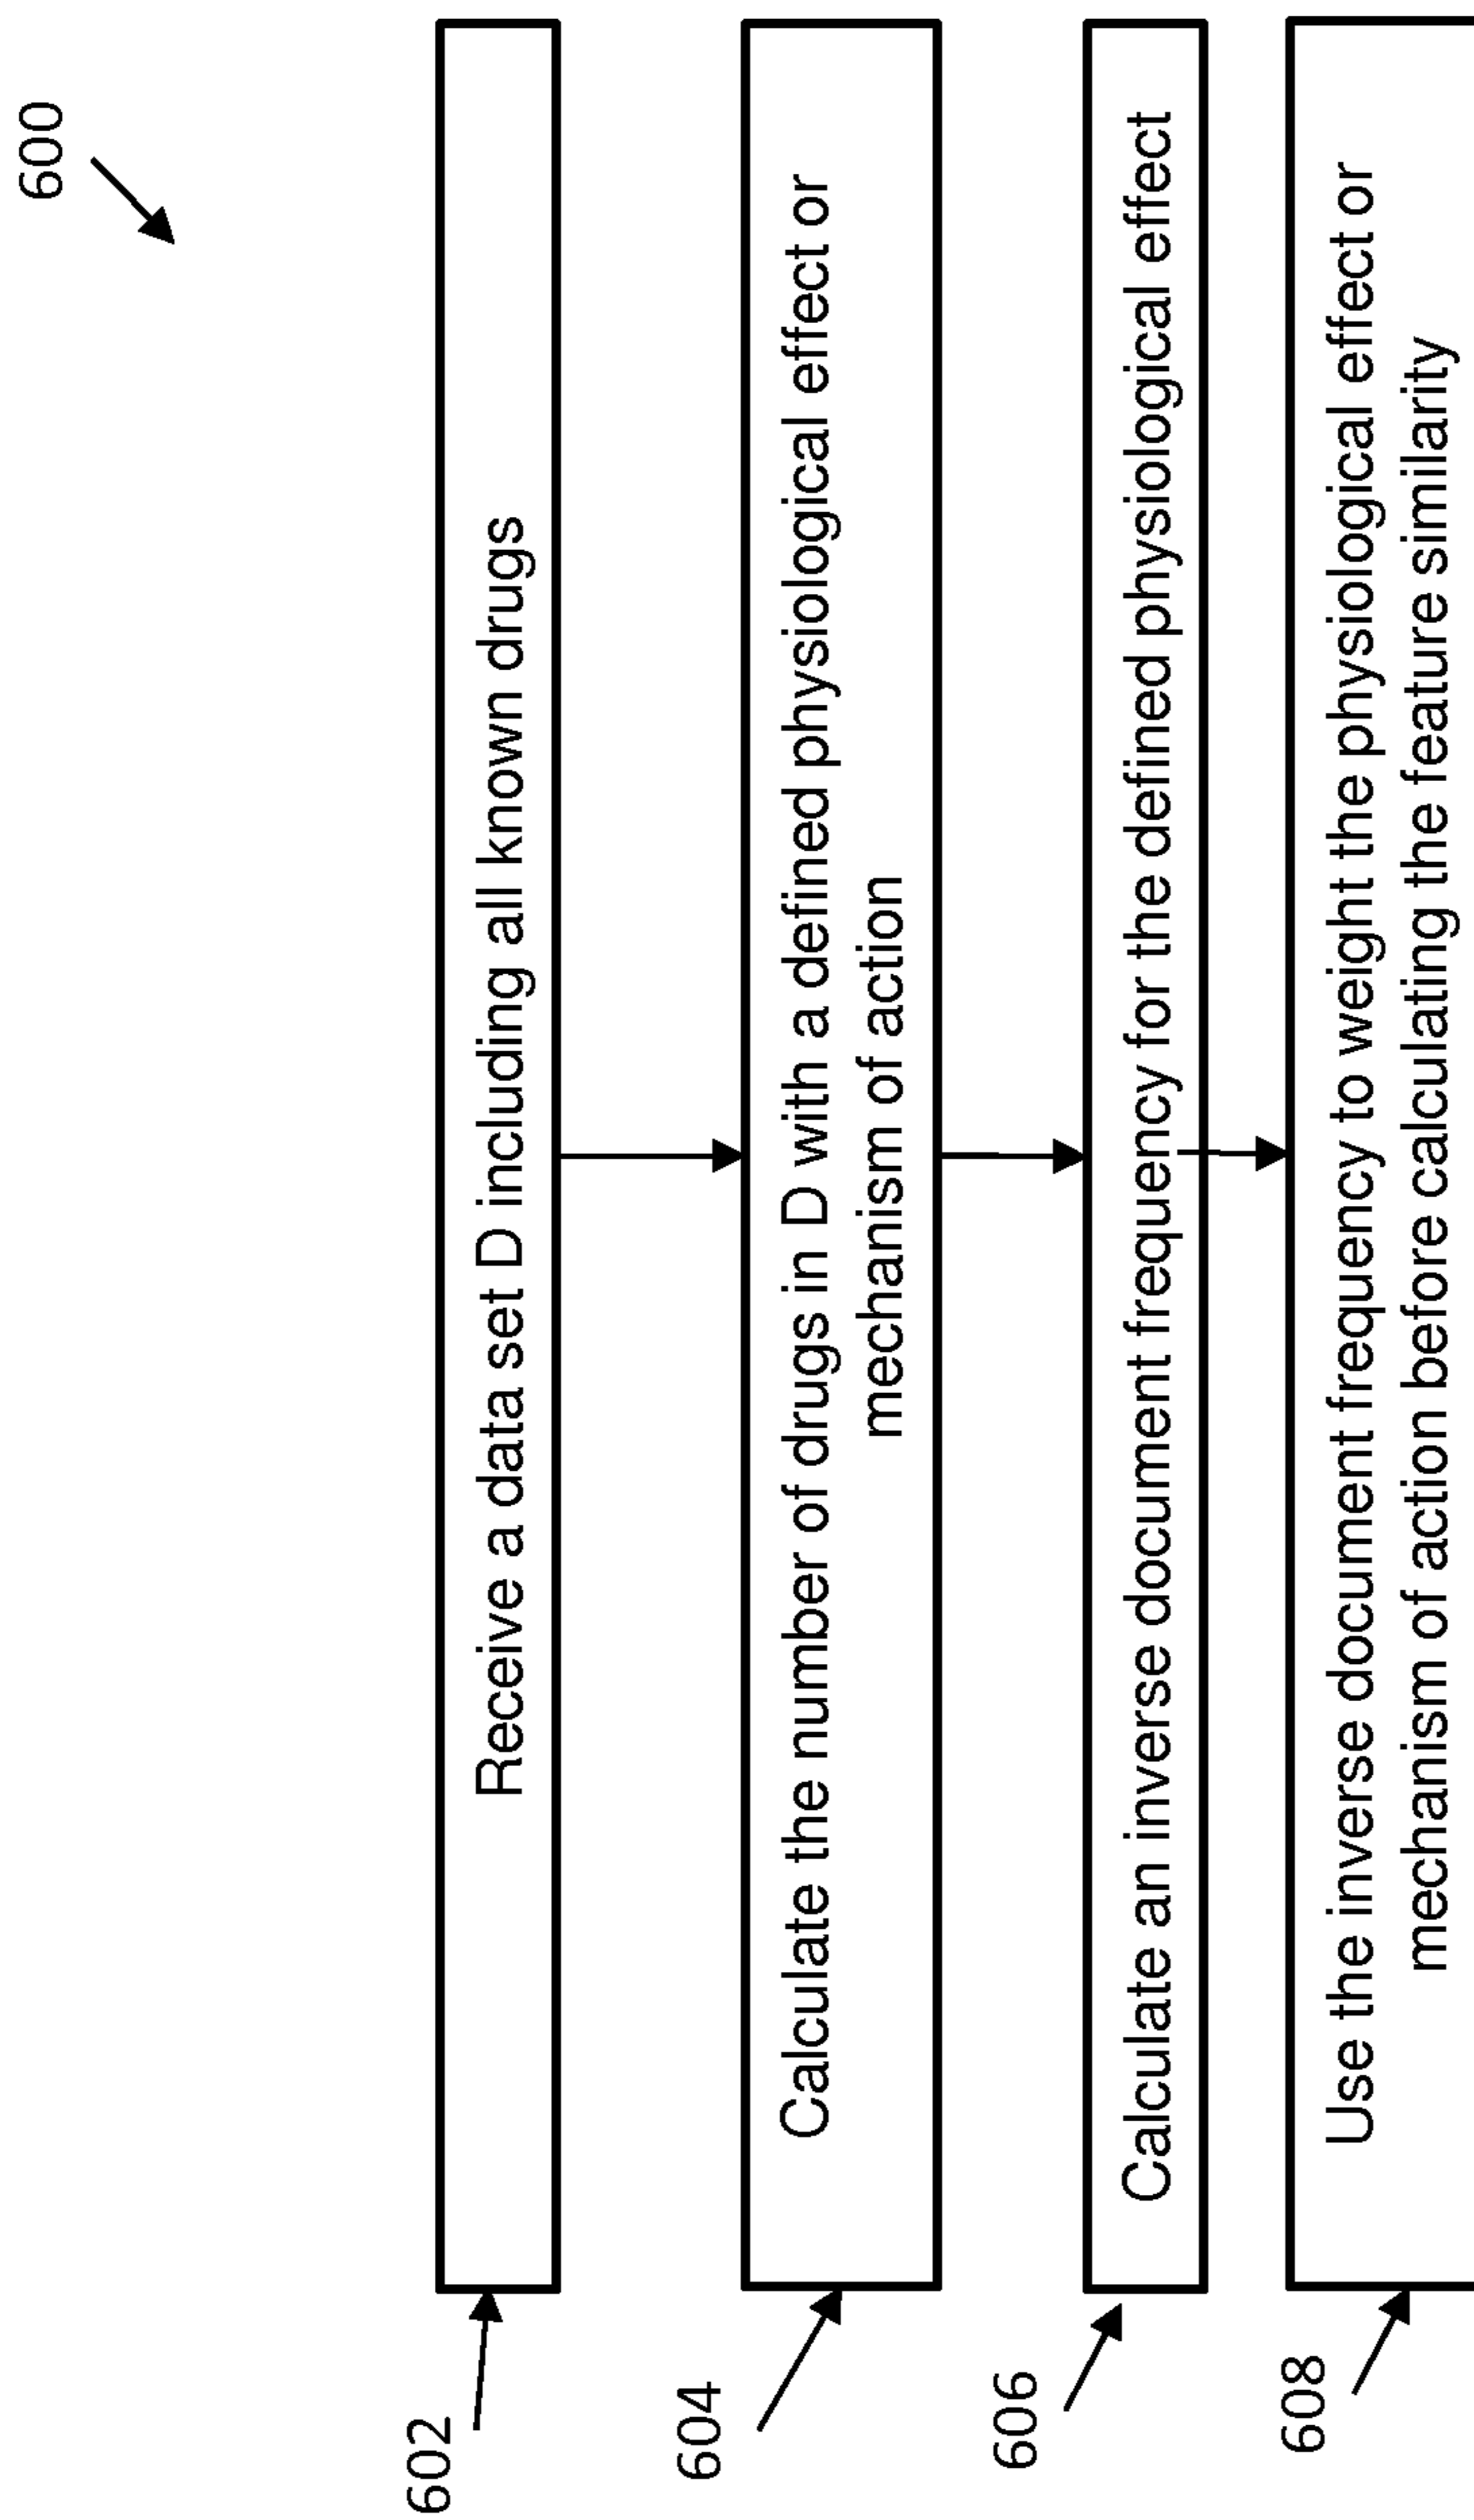 600
602
Receive a data set D including all known drugs
604
Calculate the number of drugs in D with a defined physiological effect or
mechanism of action
606
Calculate an inverse document frequency for the defined physiological effect
608
Use the inverse document frequency to weight the physiological effect or
mechanism of action before calculating the feature similarity